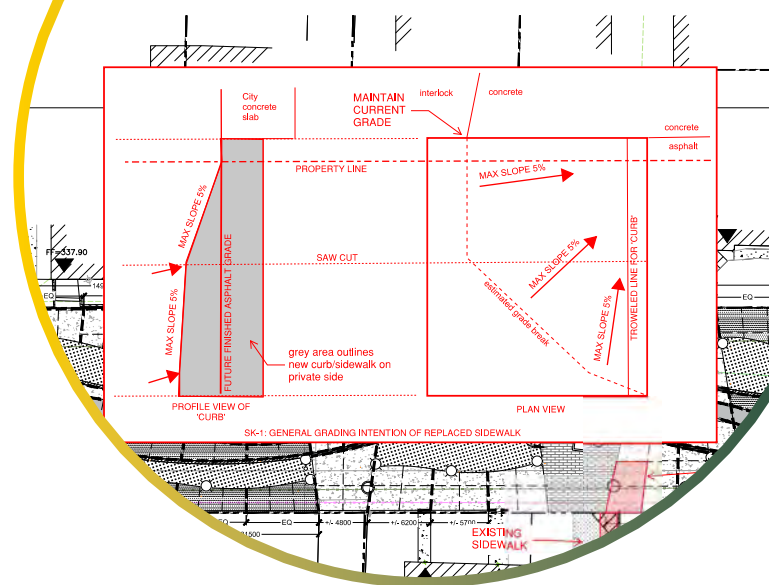 City
concrete
slab
MAINTAIN
CURRENT
GRADE
interlock
concrete
concrete
asphalt
PROPERTY LINE
MAX SLOPE 5%
MAX SLOPE 5%
SAW CUT
MAX SLOPE 5%
MAX SLOPE 5%
MAX SLOPE 5%
FUTURE FINISHED ASPHALT GRADE
estimated grade break
TROWELED LINE FOR 'CURB'
grey area outlines
new curb/sidewalk on
private side
PROFILE VIEW OF
'CURB'
PLAN VIEW
SK-1: GENERAL GRADING INTENTION OF REPLACED SIDEWALK
FF=337.90
EQ
EQ
EQ
EQ
+/- 4800
+/- 6200
+/- 5700
EXISTING
SIDEWALK